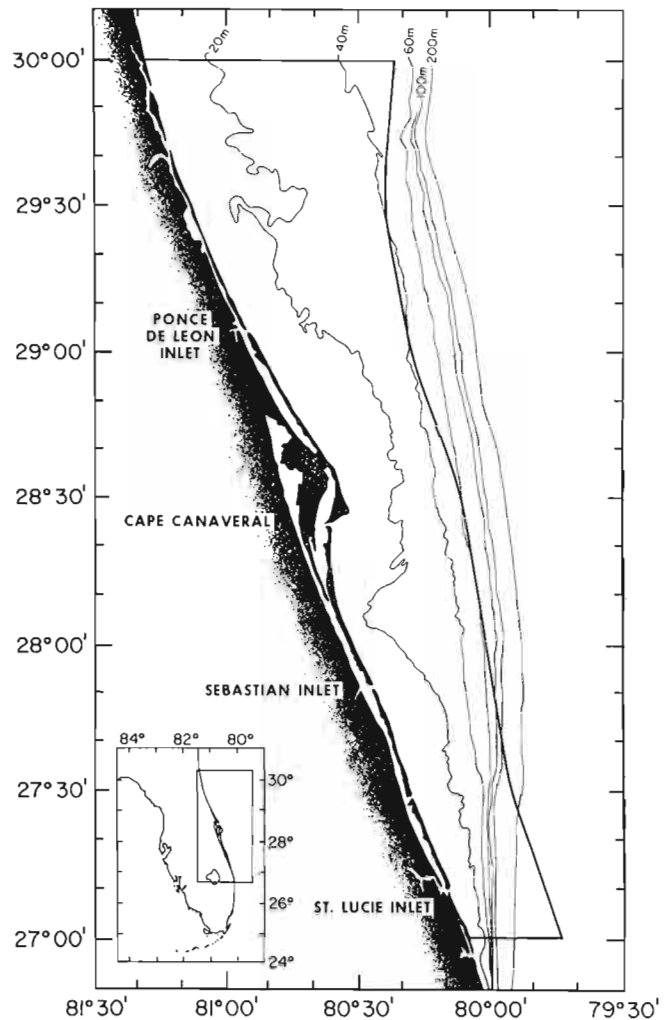 20m
40m
60m
100m
200m
30°00'
29°30'
29°00'
28°30'
28°00'
27°30'
27°00'
PONCE
DE LEON
INLET
CAPE CANAVERAL
SEBASTIAN INLET
ST. LUCIE INLET
84° 82° 80°
30°
28°
26°
24°
81°30' 81°00' 80°30' 80°00' 79°30'